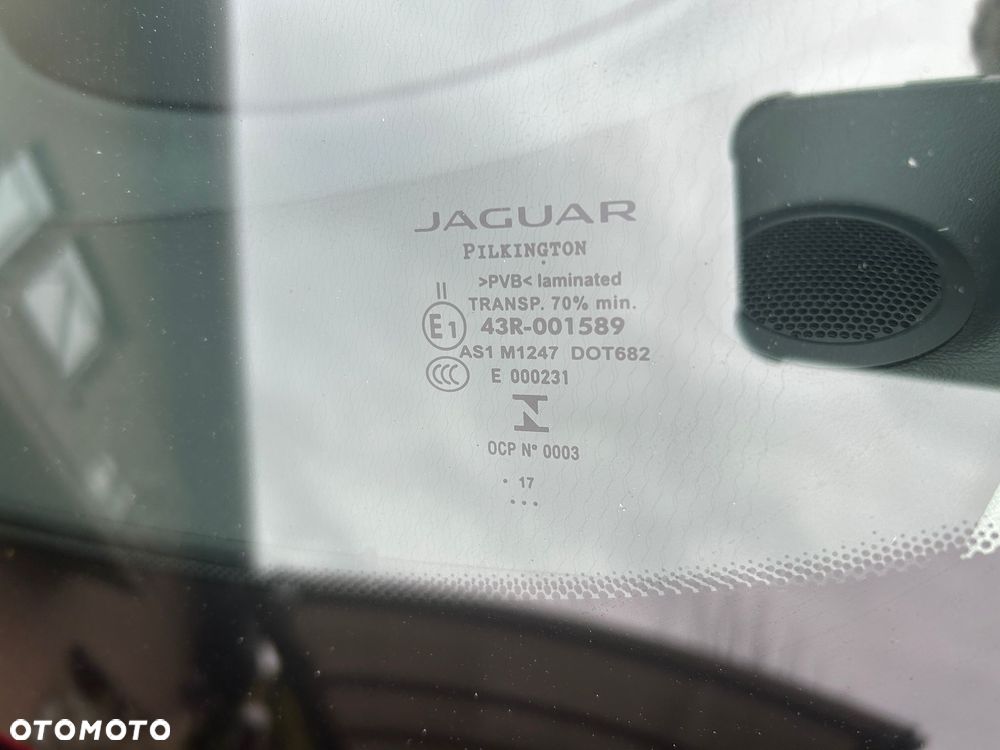 JAGUAR
PILKINGTON
>PVB< laminated
II
TRANSP. 70% min.
E1 43R-001589
AS1 M1247 DOT682
CCC E 000231
OCP N° 0003
. 17
...
OTOMOTO